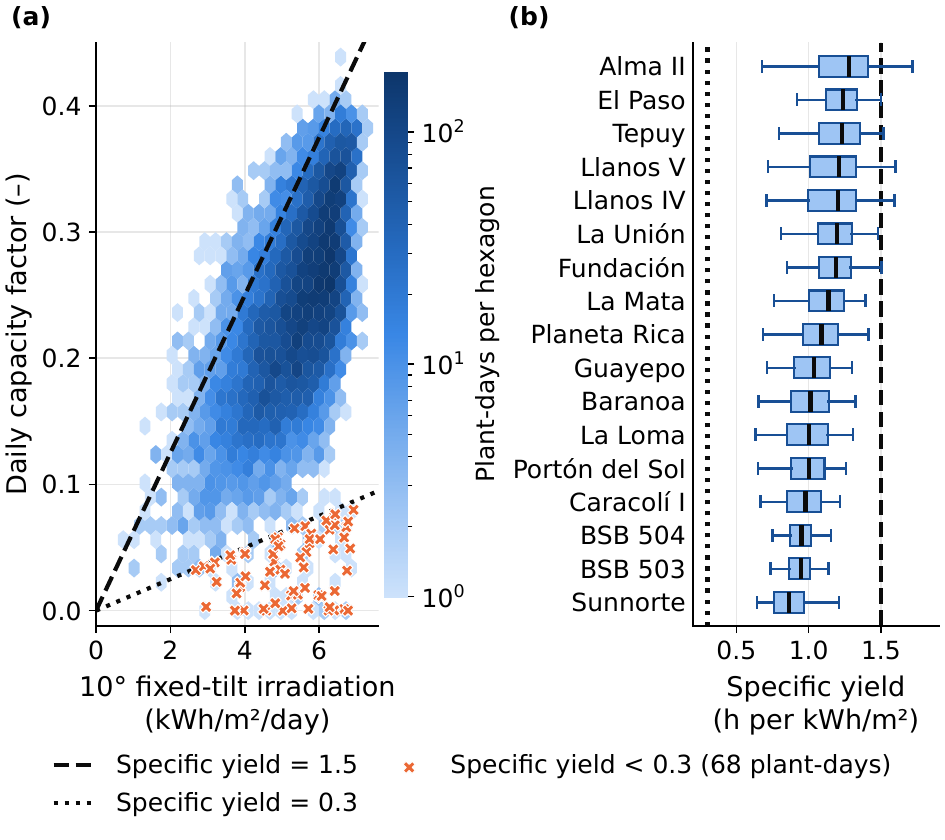 (a)
(b)
Daily capacity factor (–)
0.4
0.3
0.2
0.1
0.0
0 2 4 6
10° fixed-tilt irradiation
(kWh/m²/day)
10²
10¹
10⁰
Plant-days per hexagon
Alma II
El Paso
Tepuy
Llanos V
Llanos IV
La Unión
Fundación
La Mata
Planeta Rica
Guayepo
Baranoa
La Loma
Portón del Sol
Caracolí I
BSB 504
BSB 503
Sunnorte
0.5 1.0 1.5
Specific yield
(h per kWh/m²)
Specific yield = 1.5
Specific yield = 0.3
Specific yield < 0.3 (68 plant-days)